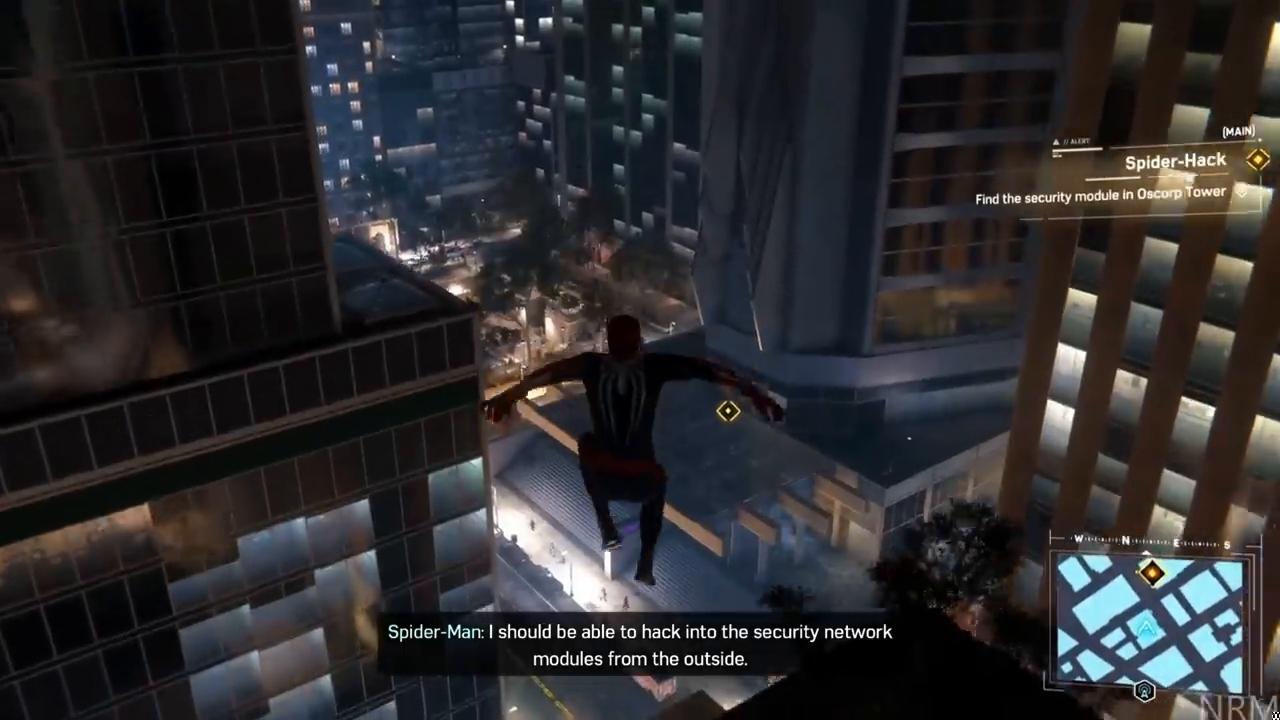 (MAIN)
// ALERT
Spider-Hack
Find the security module in Oscorp Tower
W N E S
Spider-Man: I should be able to hack into the security network
modules from the outside.
NRM